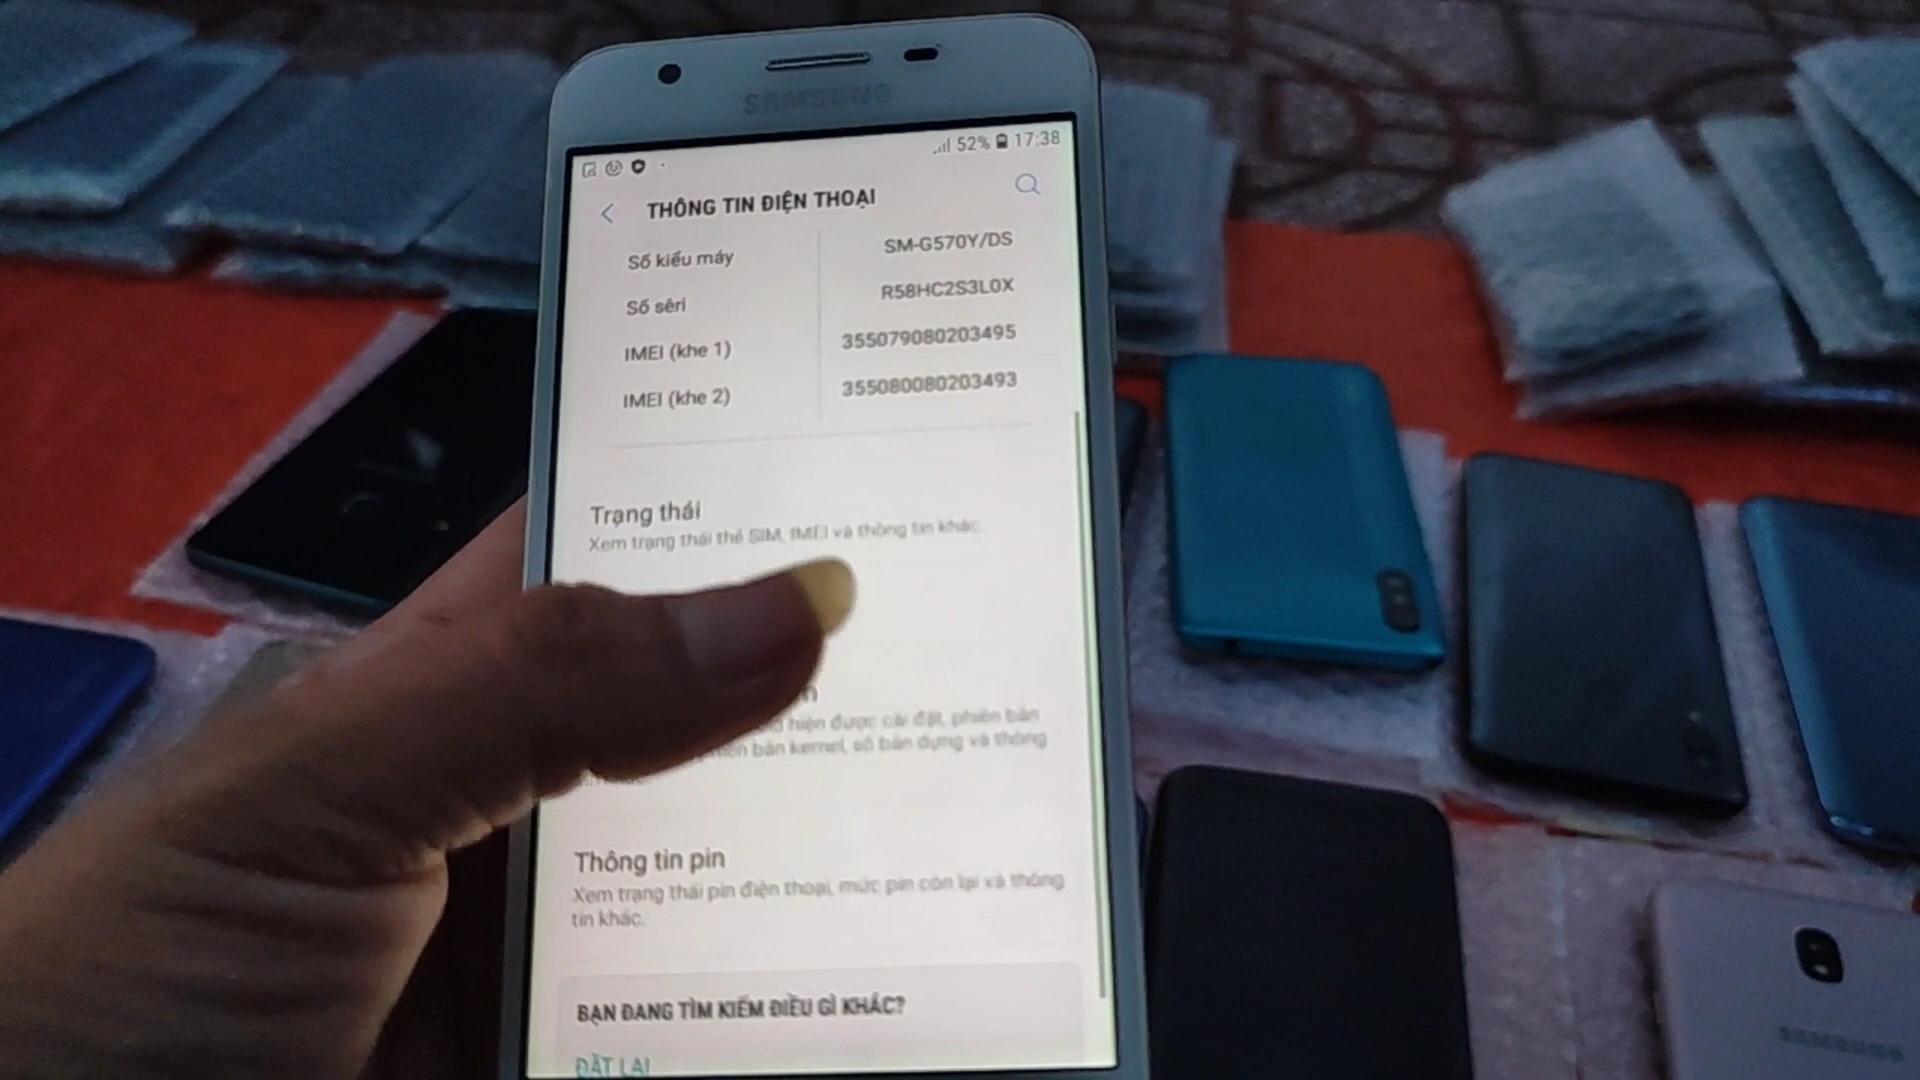 SAMSUNG
52% 17:38
THÔNG TIN ĐIỆN THOẠI
Số kiểu máy SM-G570Y/DS
Số sêri R58HC2S3L0X
IMEI (khe 1) 355079080203495
IMEI (khe 2) 355080080203493
Trạng thái
Xem trạng thái thẻ SIM, IMEI và thông tin khác.
hiện được cài đặt, phiên bản
bản kernel, số bản dựng và thông
Thông tin pin
Xem trạng thái pin điện thoại, mức pin còn lại và thông
tin khác.
BẠN ĐANG TÌM KIẾM ĐIỀU GÌ KHÁC?
ĐẶT LẠI
SAMSUNG